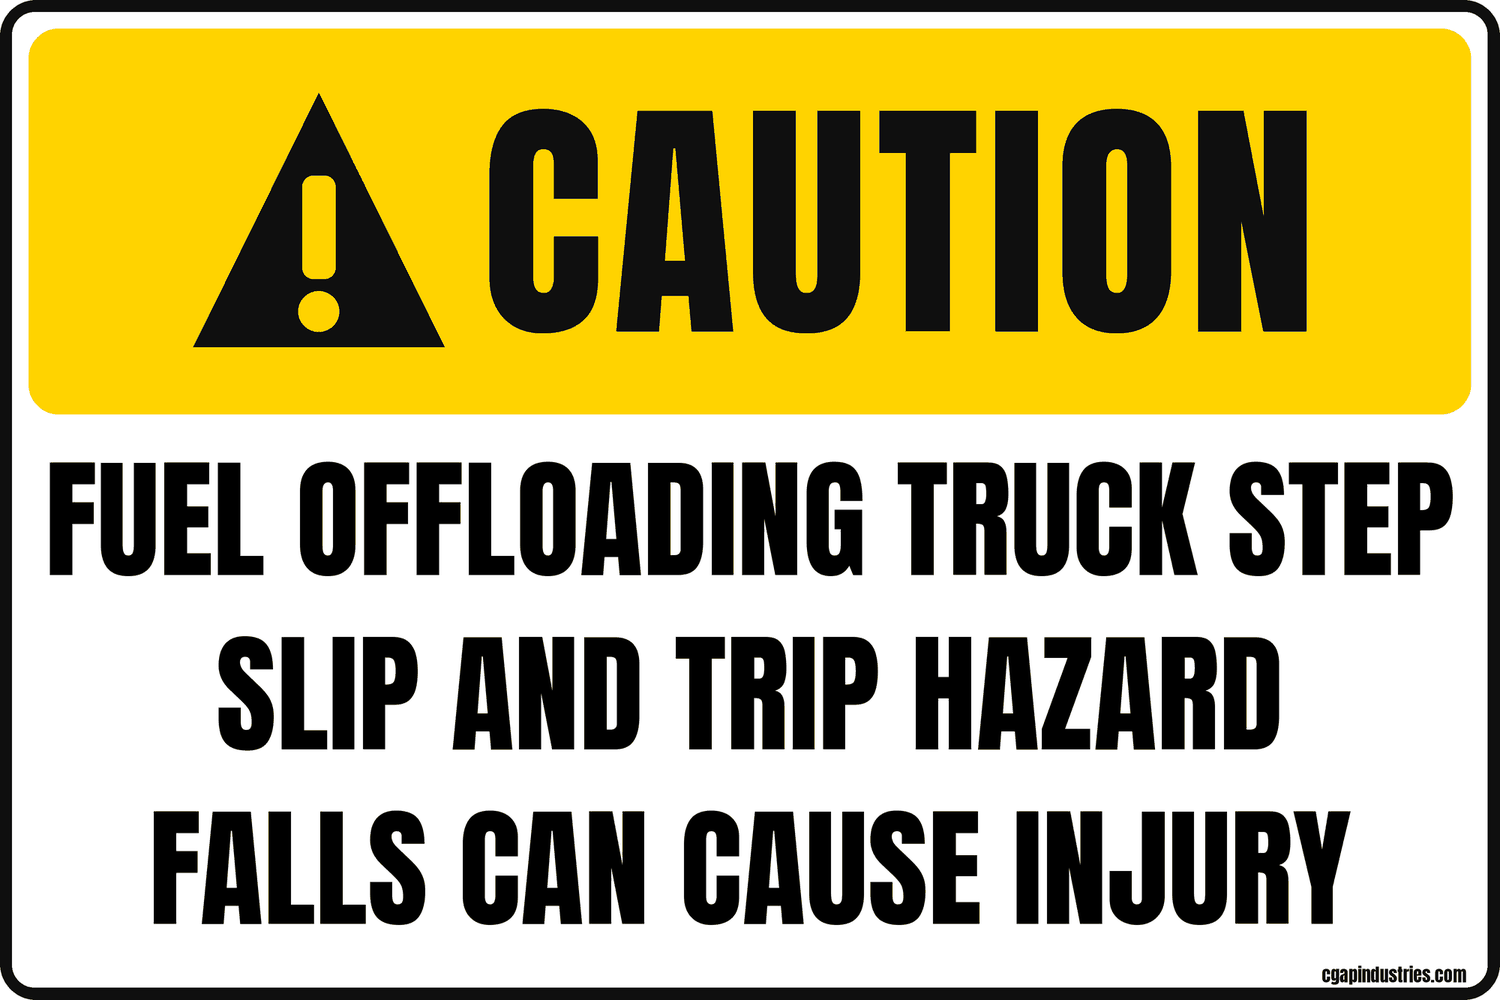 CAUTION
FUEL OFFLOADING TRUCK STEP
SLIP AND TRIP HAZARD
FALLS CAN CAUSE INJURY
cgapindustries.com